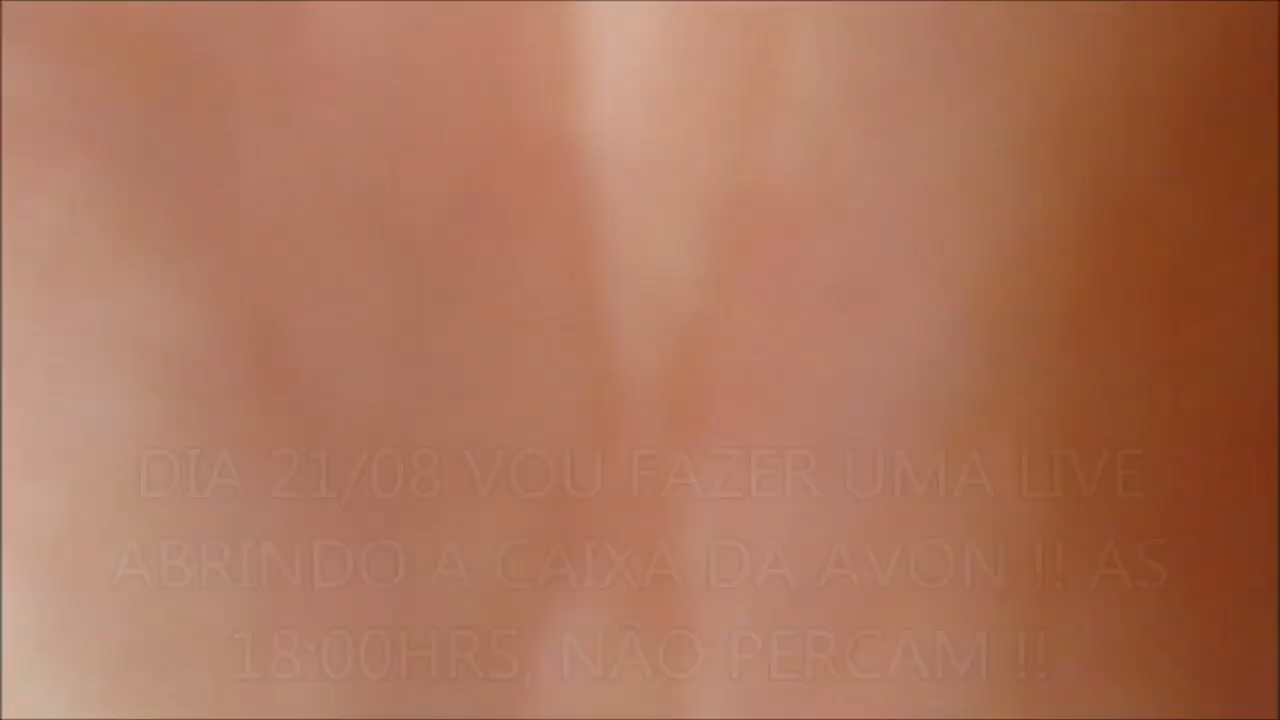 DIA 21/08 VOU FAZER UMA LIVE
ABRINDO A CAIXA DA AVON !! AS
18:00HRS, NÃO PERCAM !!